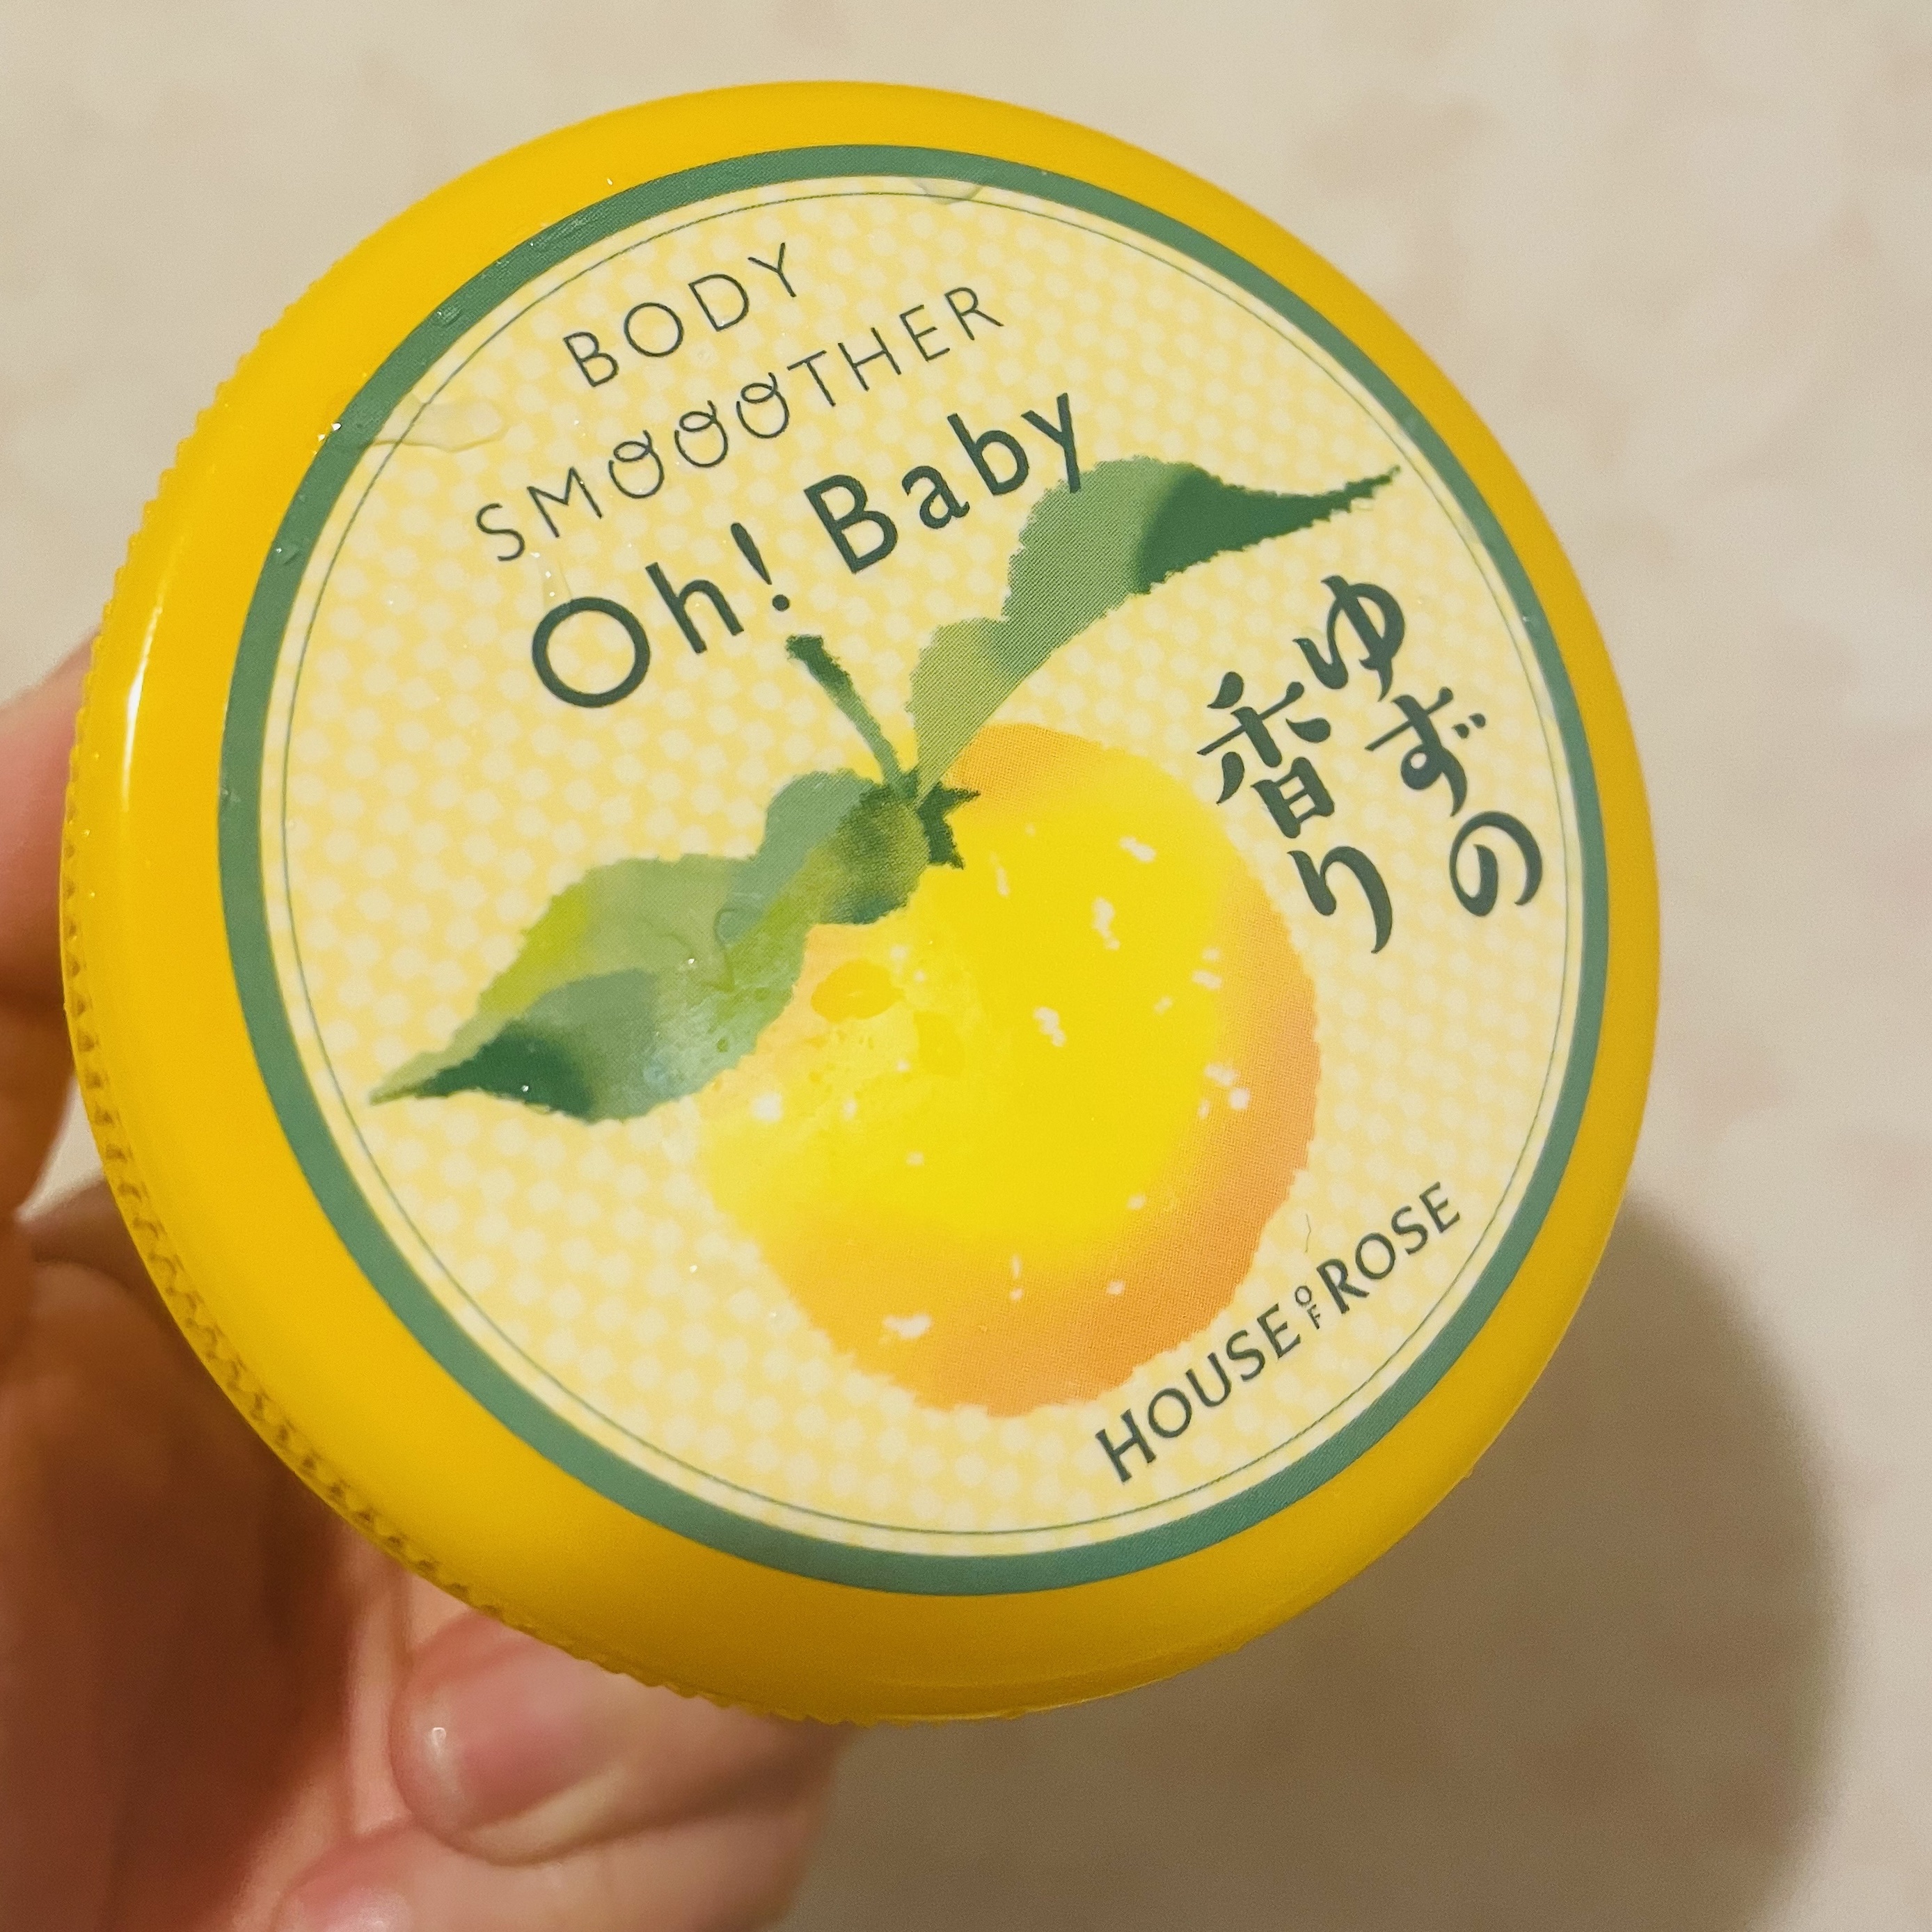 BODY
SMOOOTHER
Oh! Baby
ゆずの
香り
HOUSE OF ROSE